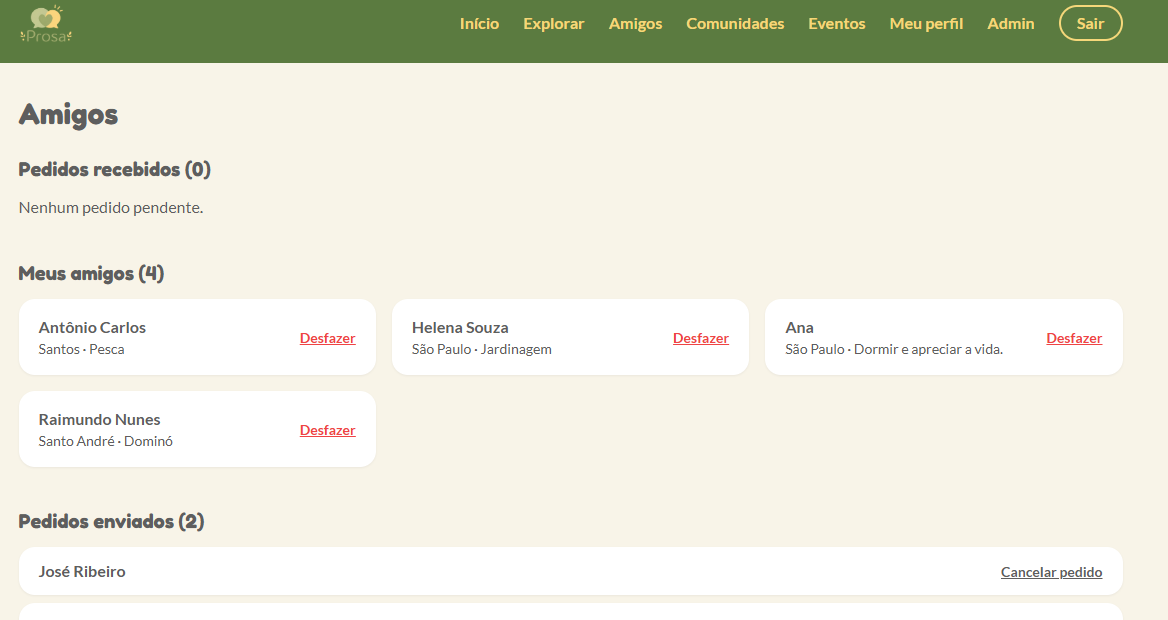 Prosa
Início Explorar Amigos Comunidades Eventos Meu perfil Admin Sair
Amigos
Pedidos recebidos (0)
Nenhum pedido pendente.
Meus amigos (4)
Antônio Carlos
Santos · Pesca
Desfazer
Helena Souza
São Paulo · Jardinagem
Desfazer
Ana
São Paulo · Dormir e apreciar a vida.
Desfazer
Raimundo Nunes
Santo André · Dominó
Desfazer
Pedidos enviados (2)
José Ribeiro
Cancelar pedido